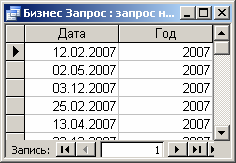 Бизнес Запрос : запрос н...
Дата Год
12.02.2007 2007
02.05.2007 2007
03.12.2007 2007
25.02.2007 2007
13.04.2007 2007
Запись: 1